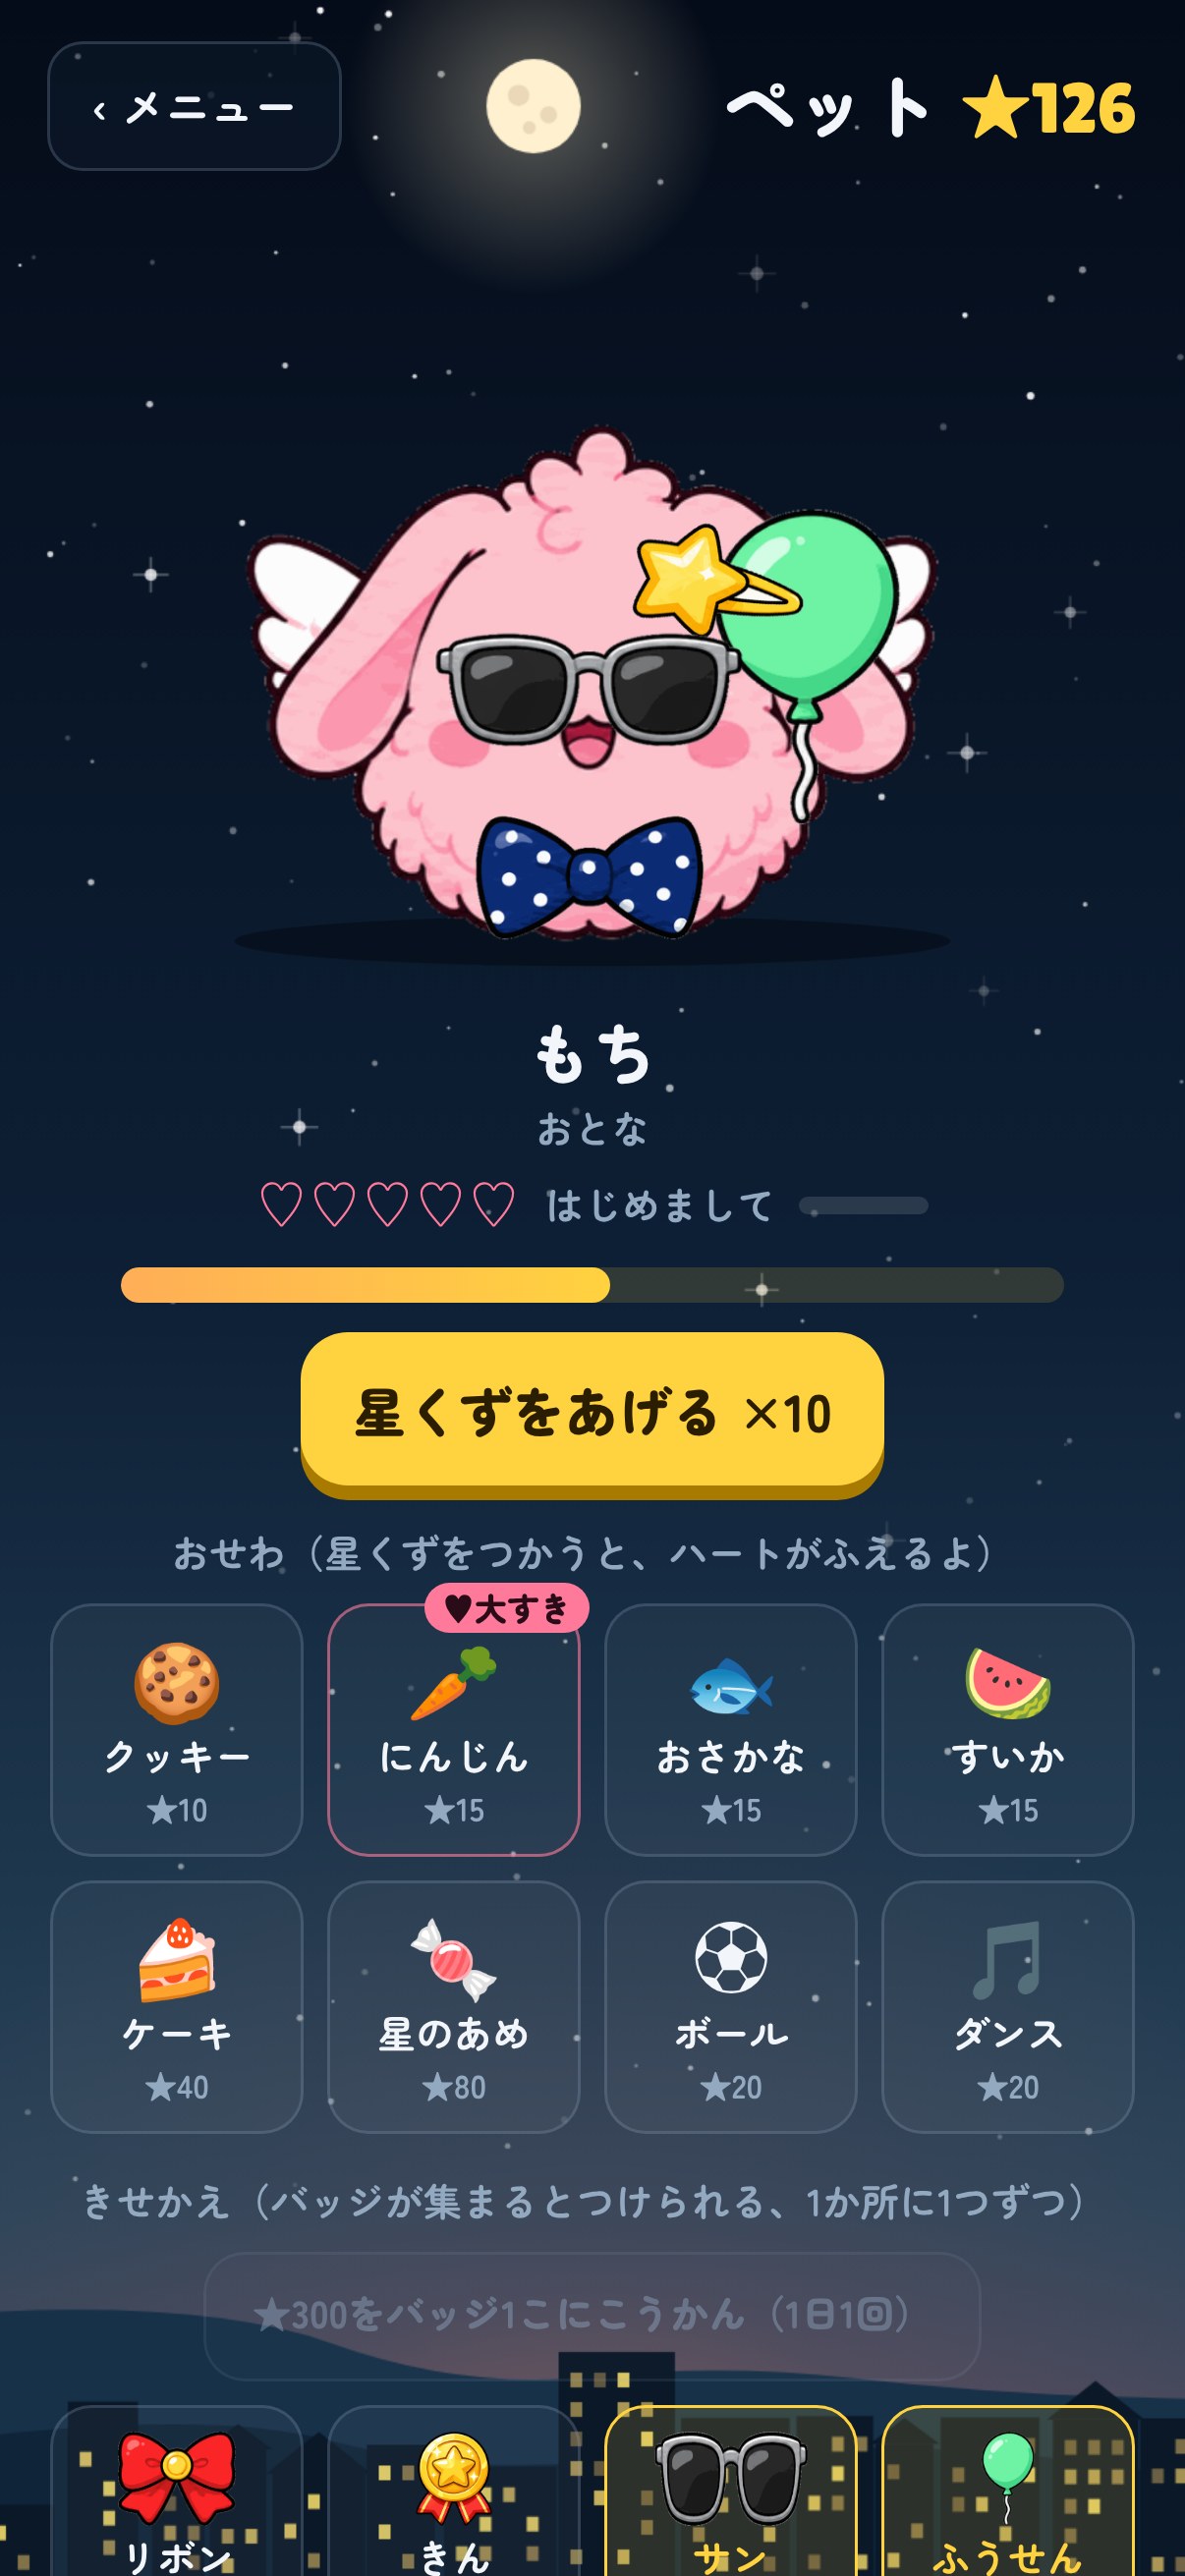 ‹ メニュー
ペット ★126
もち
おとな
♡♡♡♡♡ はじめまして
星くずをあげる ×10
おせわ（星くずをつかうと、ハートがふえるよ）
♥大すき
クッキー
★10
にんじん
★15
おさかな
★15
すいか
★15
ケーキ
★40
星のあめ
★80
ボール
★20
ダンス
★20
きせかえ（バッジが集まるとつけられる、1か所に1つずつ）
★300をバッジ1こにこうかん（1日1回）
リボン
きん
サン
ふうせん